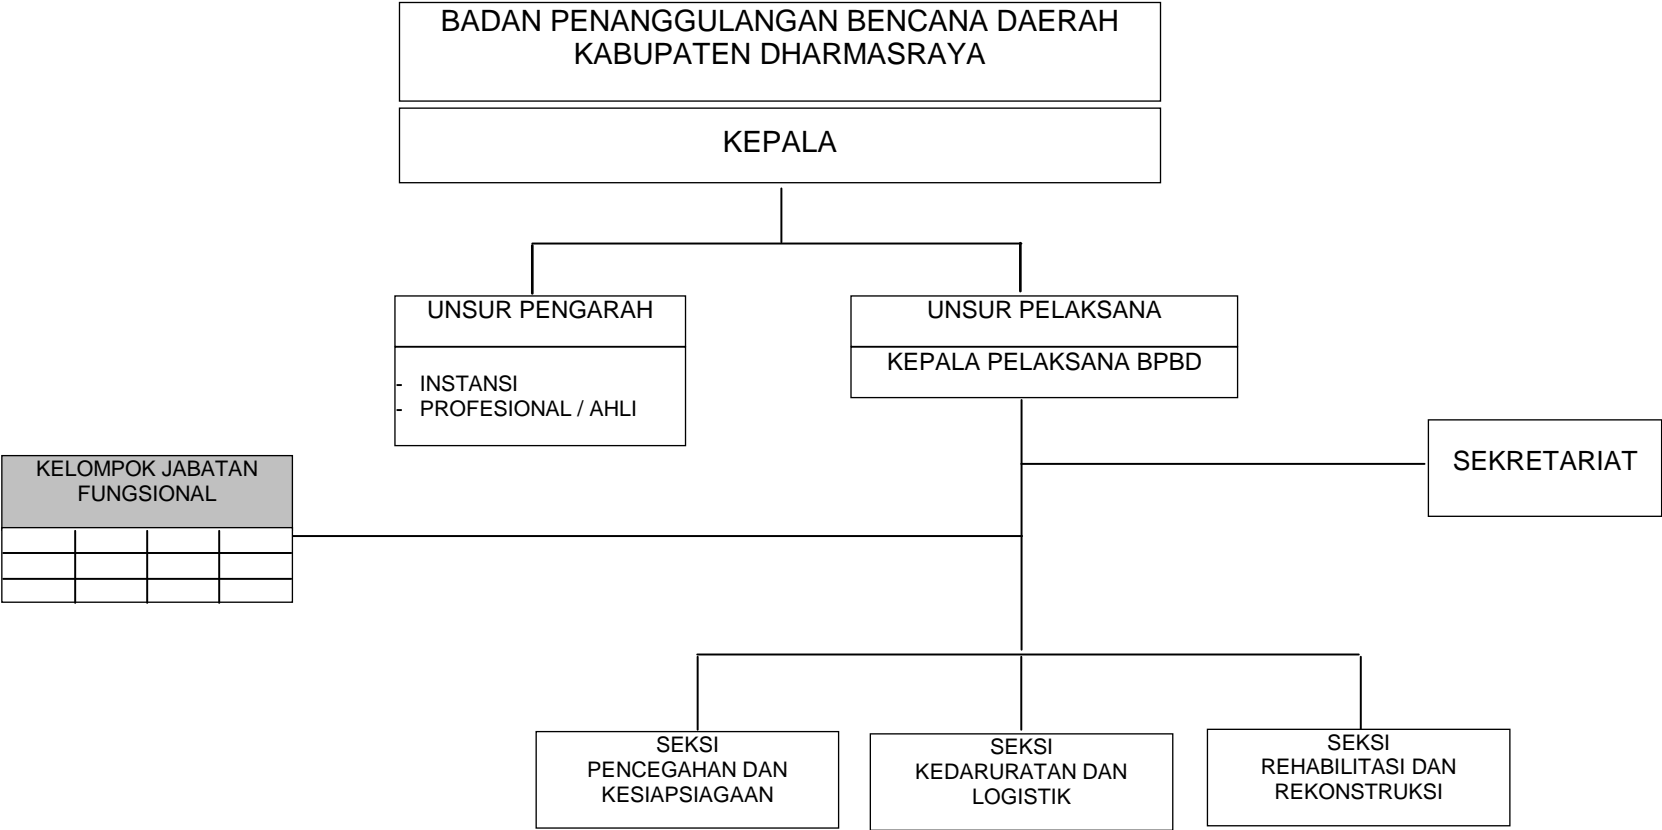 BADAN PENANGGULANGAN BENCANA DAERAH
KABUPATEN DHARMASRAYA
KEPALA
UNSUR PENGARAH
- INSTANSI
- PROFESIONAL / AHLI
UNSUR PELAKSANA
KEPALA PELAKSANA BPBD
SEKRETARIAT
KELOMPOK JABATAN
FUNGSIONAL
SEKSI
PENCEGAHAN DAN
KESIAPSIAGAAN
SEKSI
KEDARURATAN DAN
LOGISTIK
SEKSI
REHABILITASI DAN
REKONSTRUKSI